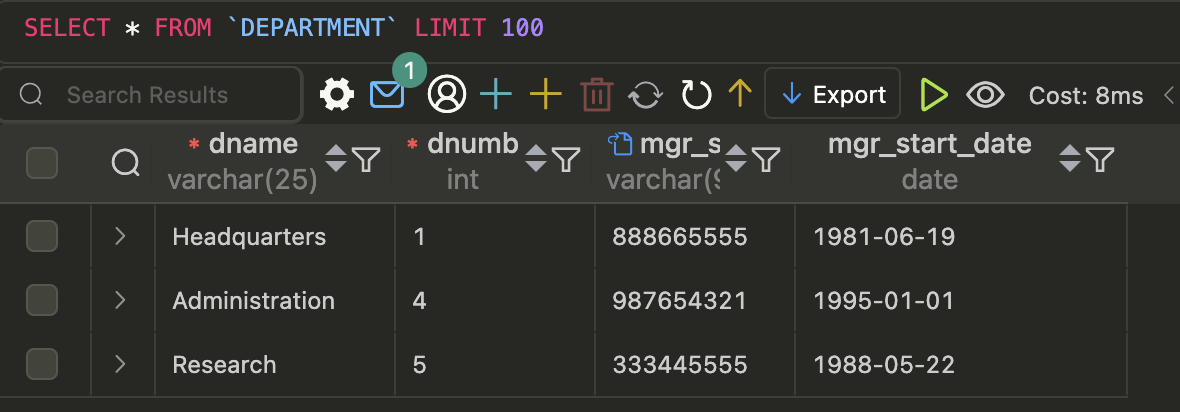 SELECT * FROM `DEPARTMENT` LIMIT 100
Search Results 1 Export Cost: 8ms
* dname * dnumb mgr_s mgr_start_date
varchar(25) int varchar(9 date
Headquarters 1 888665555 1981-06-19
Administration 4 987654321 1995-01-01
Research 5 333445555 1988-05-22